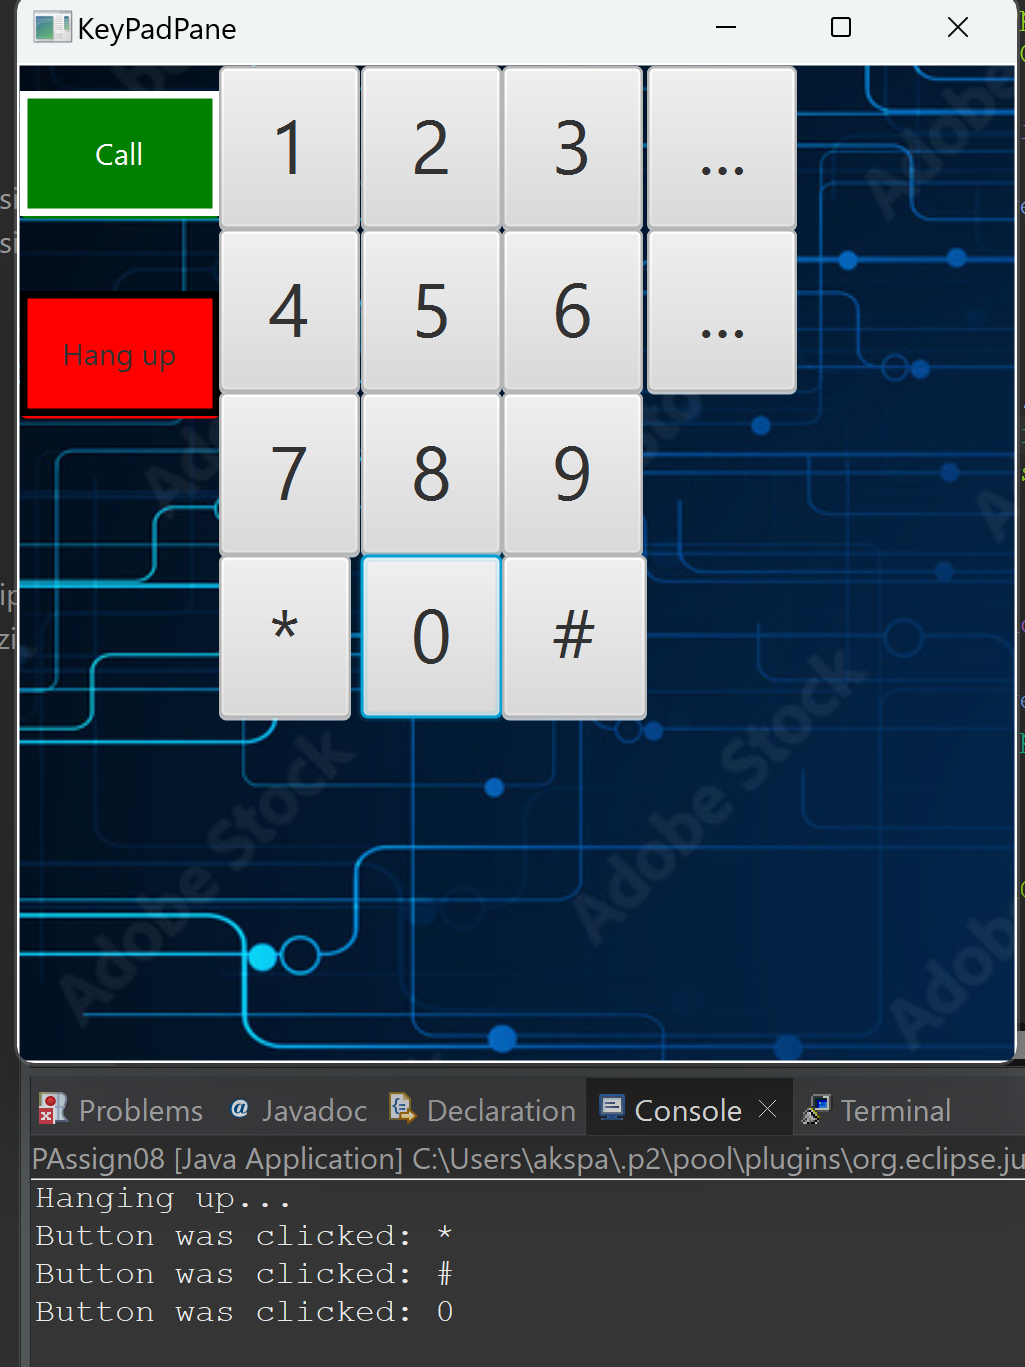 KeyPadPane
Call
1 2 3 ...
Hang up
4 5 6 ...
7 8 9
* 0 #
Adobe Stock
Adobe Stock
Problems Javadoc Declaration Console Terminal
PAssign08 [Java Application] C:\Users\akspa\.p2\pool\plugins\org.eclipse.ju
Hanging up...
Button was clicked: *
Button was clicked: #
Button was clicked: 0